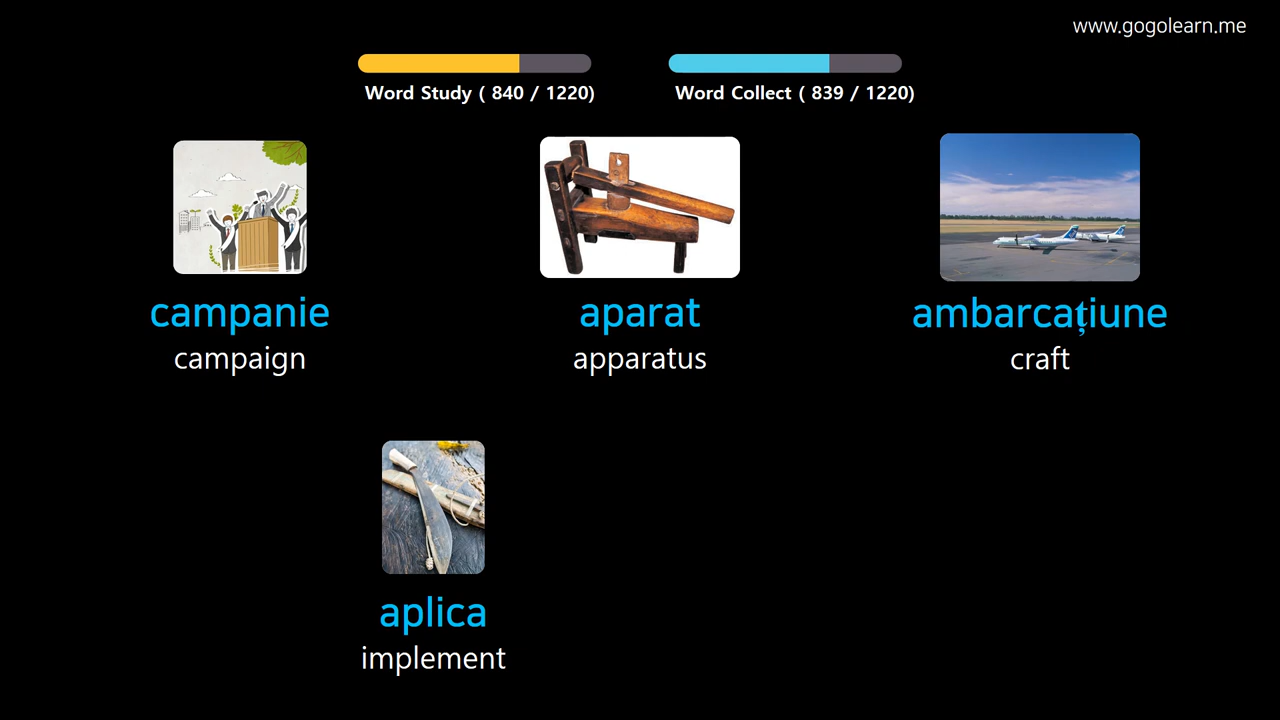 www.gogolearn.me
Word Study ( 840 / 1220)
Word Collect ( 839 / 1220)
campanie
campaign
aparat
apparatus
ambarcațiune
craft
aplica
implement